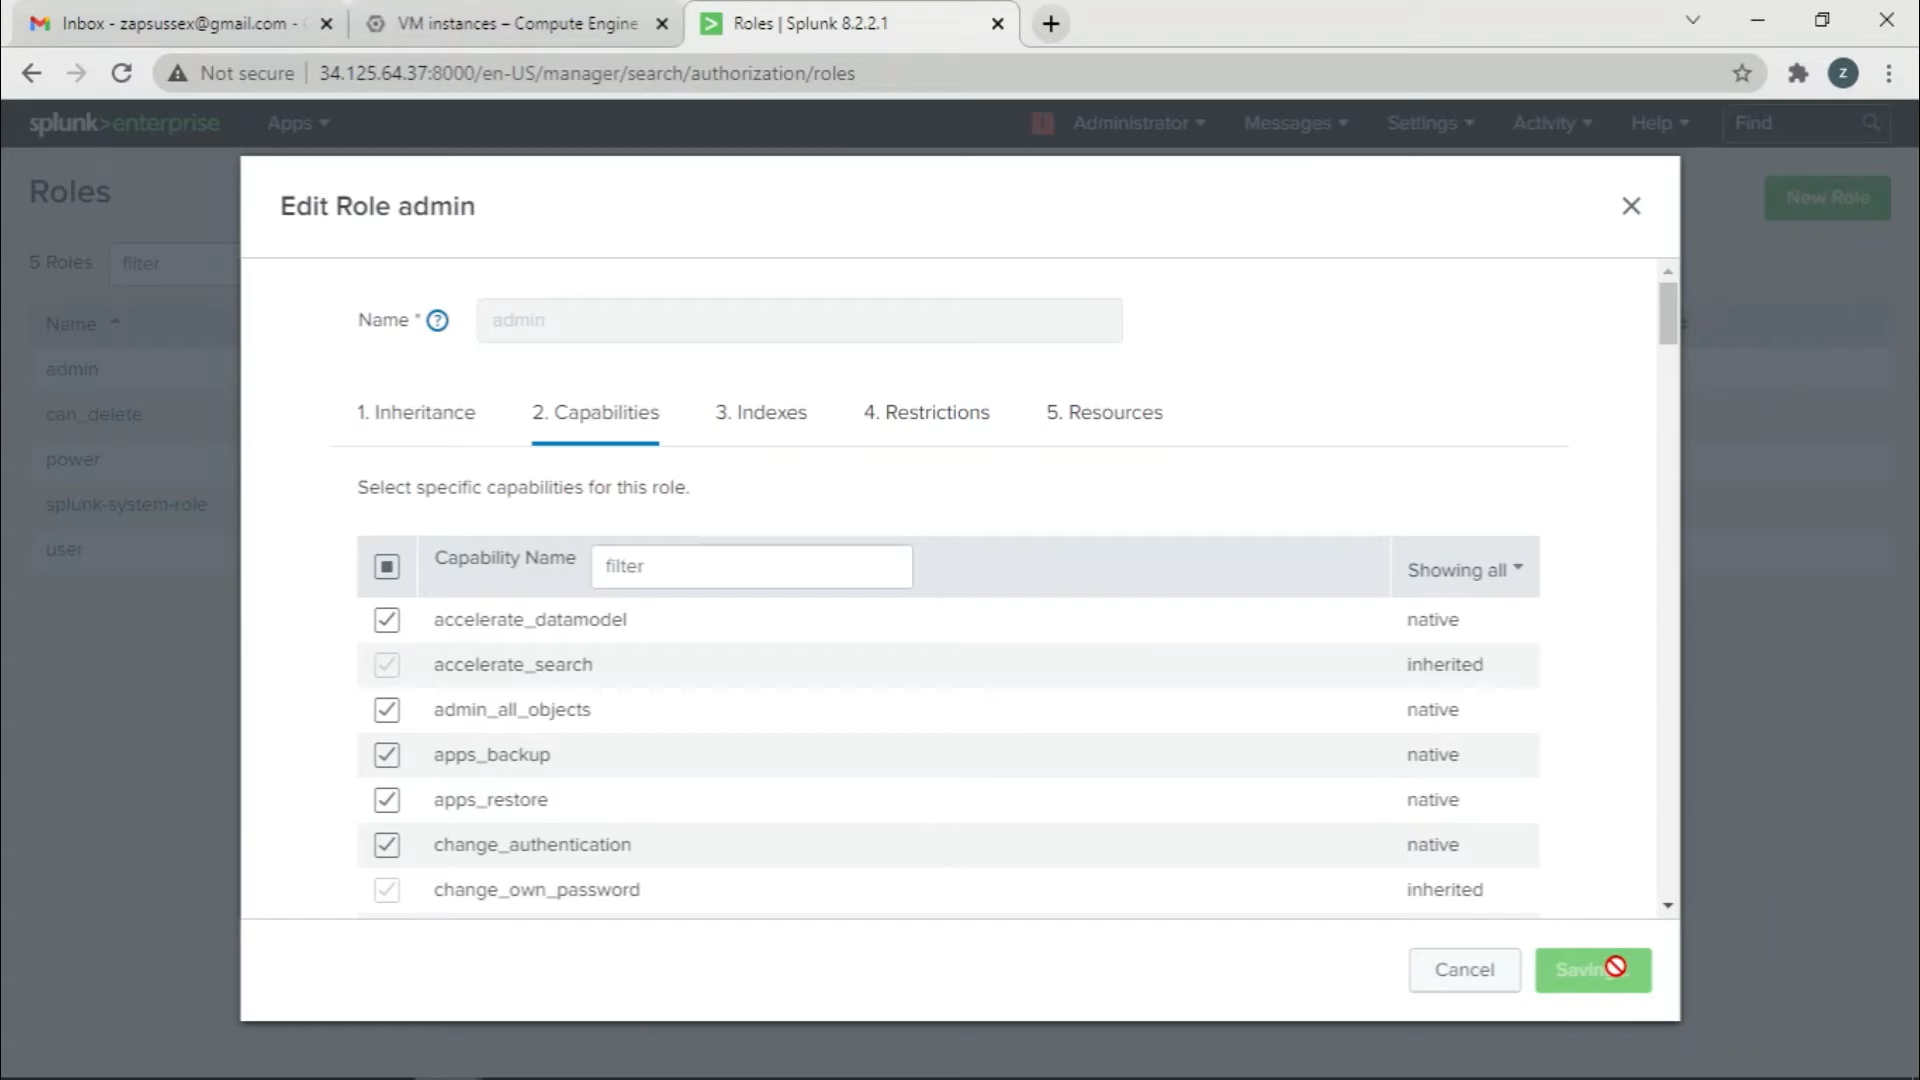 Inbox - zapsussex@gmail.com -
VM instances – Compute Engine
Roles | Splunk 8.2.2.1
Not secure
34.125.64.37:8000/en-US/manager/search/authorization/roles
Z
splunk>enterprise
Apps
Administrator
Messages
Settings
Activity
Help
Find
Roles
New Role
5 Roles
filter
Name
admin
can_delete
power
splunk-system-role
user
Edit Role admin
Name *
?
admin
1. Inheritance
2. Capabilities
3. Indexes
4. Restrictions
5. Resources
Select specific capabilities for this role.
Capability Name
filter
Showing all
accelerate_datamodel
native
accelerate_search
inherited
admin_all_objects
native
apps_backup
native
apps_restore
native
change_authentication
native
change_own_password
inherited
Cancel